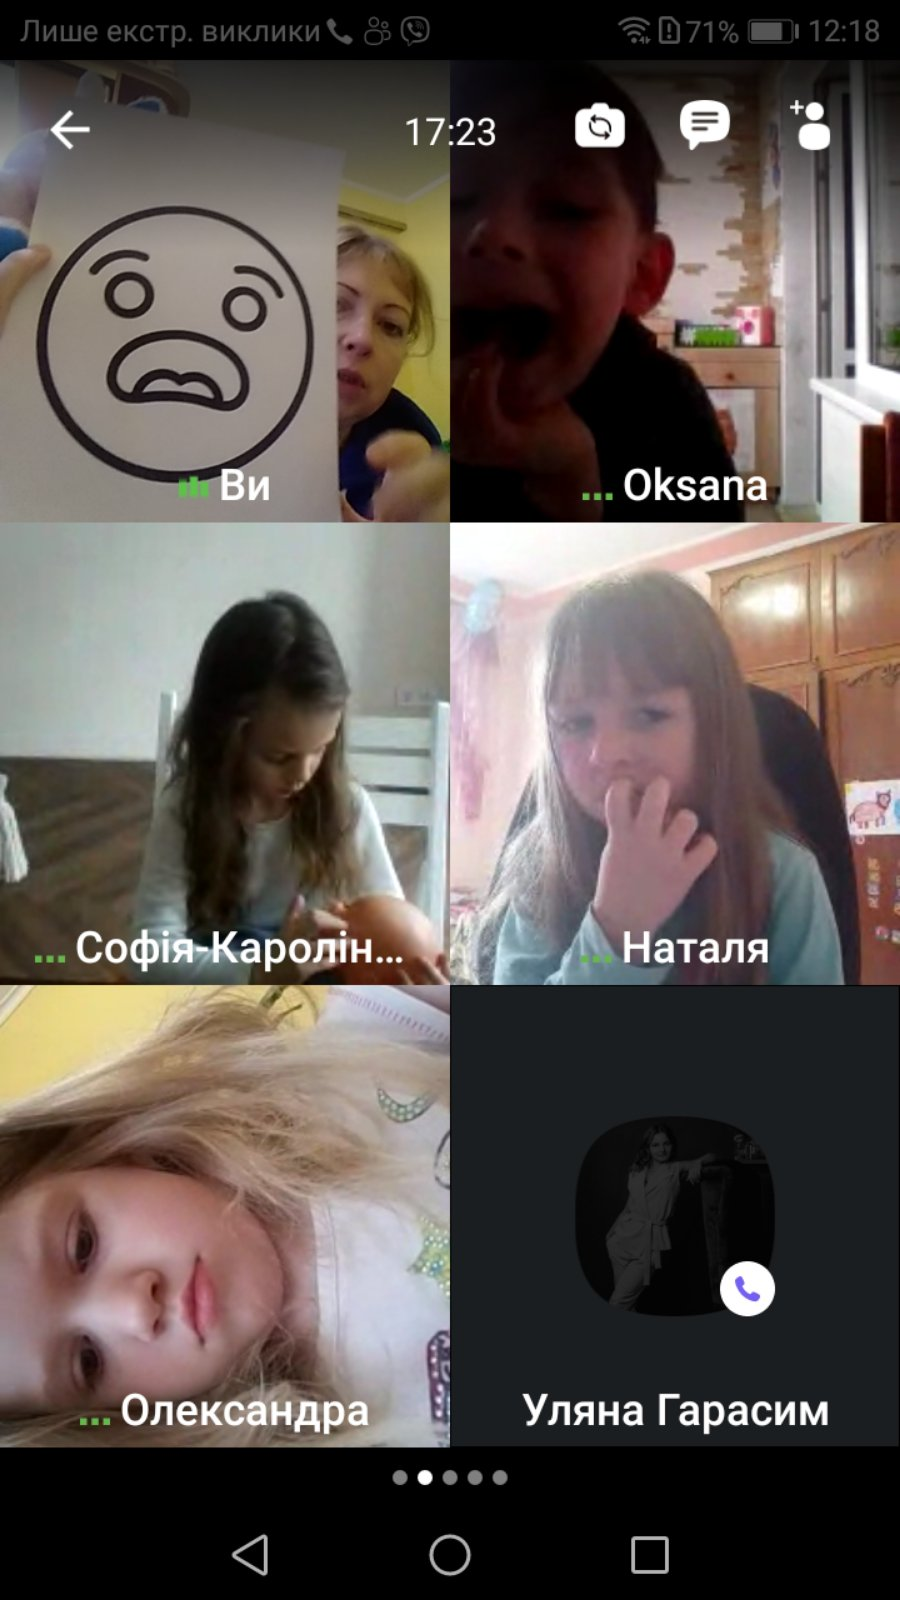 Лише екстр. виклики
71%
12:18
17:23
Ви
Oksana
Софія-Каролін...
Наталя
Олександра
Уляна Гарасим